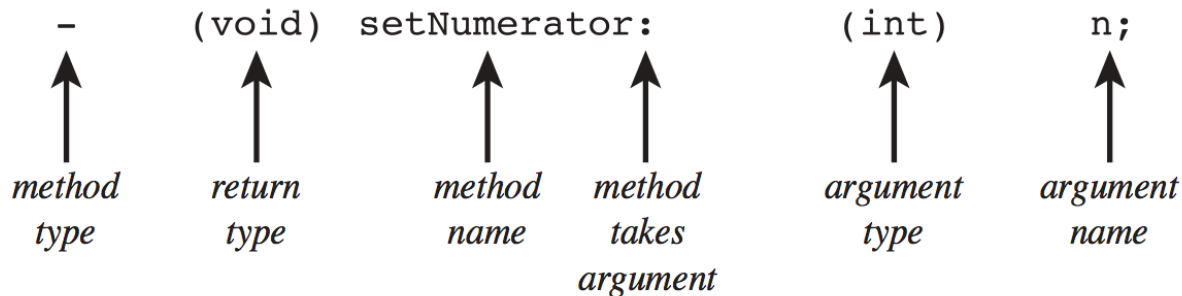 - (void) setNumerator: (int) n;
method return method method argument argument
type type name takes type name
argument